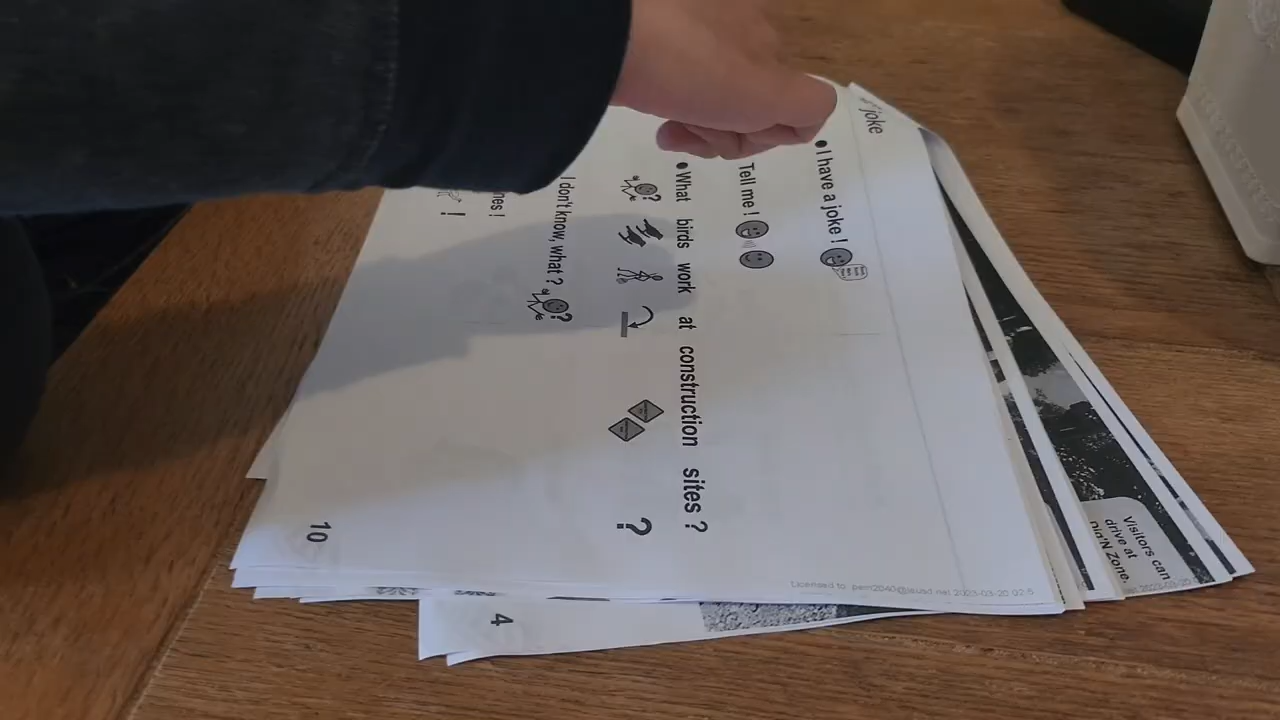 joke
I have a joke !
Tell me !
What birds work at construction sites ?
?
I don't know, what ?
!
10
4
Visitors can
drive at
Dig'N Zone.